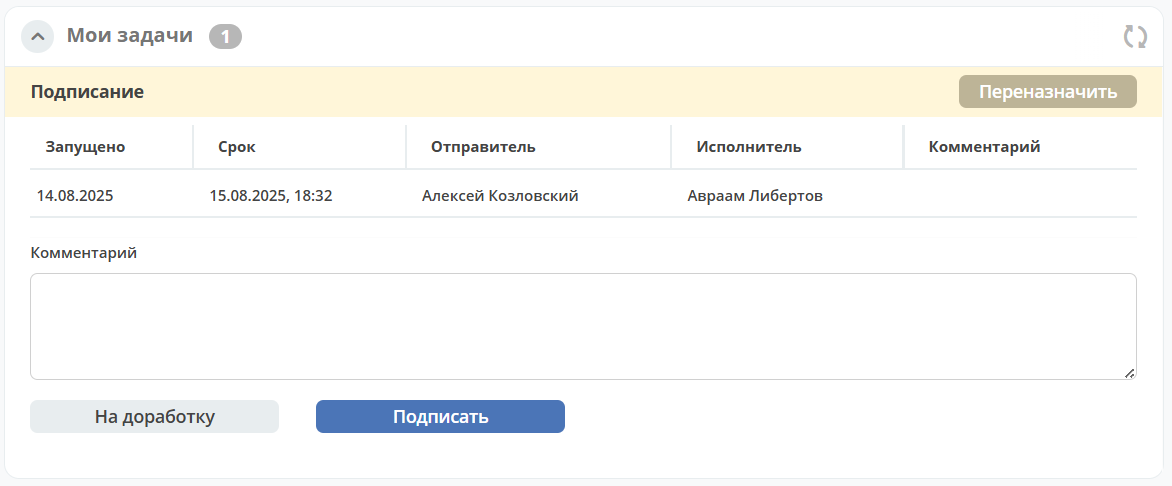 Мои задачи 1
Подписание Переназначить
Запущено Срок Отправитель Исполнитель Комментарий
14.08.2025 15.08.2025, 18:32 Алексей Козловский Авраам Либертов
Комментарий
На доработку Подписать